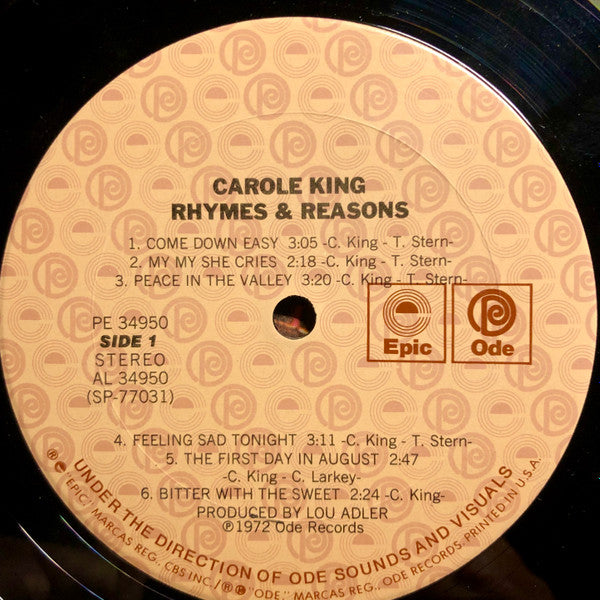 CAROLE KING
RHYMES & REASONS
1. COME DOWN EASY 3:05 -C. King - T. Stern-
2. MY MY SHE CRIES 2:18 -C. King - T. Stern-
3. PEACE IN THE VALLEY 3:20 -C. King - T. Stern-
PE 34950
SIDE 1
STEREO
AL 34950
(SP-77031)
Epic
Ode
4. FEELING SAD TONIGHT 3:11 -C. King - T. Stern-
5. THE FIRST DAY IN AUGUST 2:47
-C. King - C. Larkey-
6. BITTER WITH THE SWEET 2:24 -C. King-
PRODUCED BY LOU ADLER
℗1972 Ode Records
UNDER THE DIRECTION OF ODE SOUNDS AND VISUALS
"EPIC," MARCAS REG., CBS INC./ ® ℗ "ODE," MARCAS REG., ODE RECORDS. PRINTED IN U.S.A.